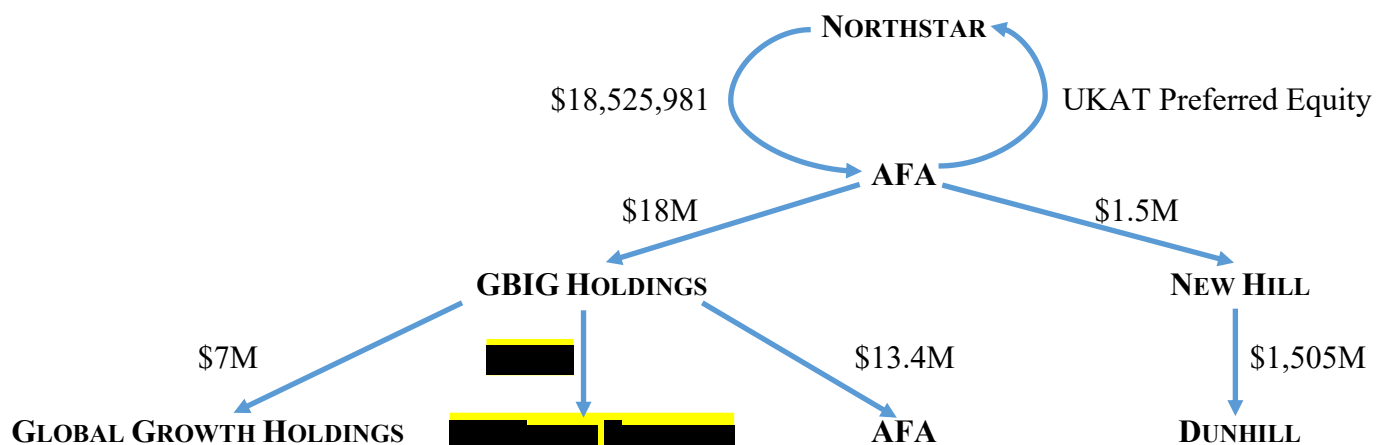 NORTHSTAR
$18,525,981 UKAT Preferred Equity
AFA
$18M $1.5M
GBIG HOLDINGS NEW HILL
$7M $13.4M $1,505M
GLOBAL GROWTH HOLDINGS AFA DUNHILL